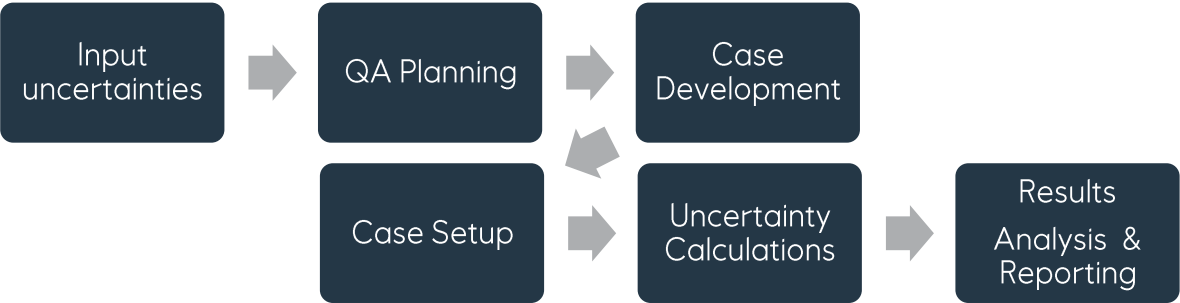 Input
uncertainties
QA Planning
Case
Development
Case Setup
Uncertainty
Calculations
Results
Analysis & 
Reporting